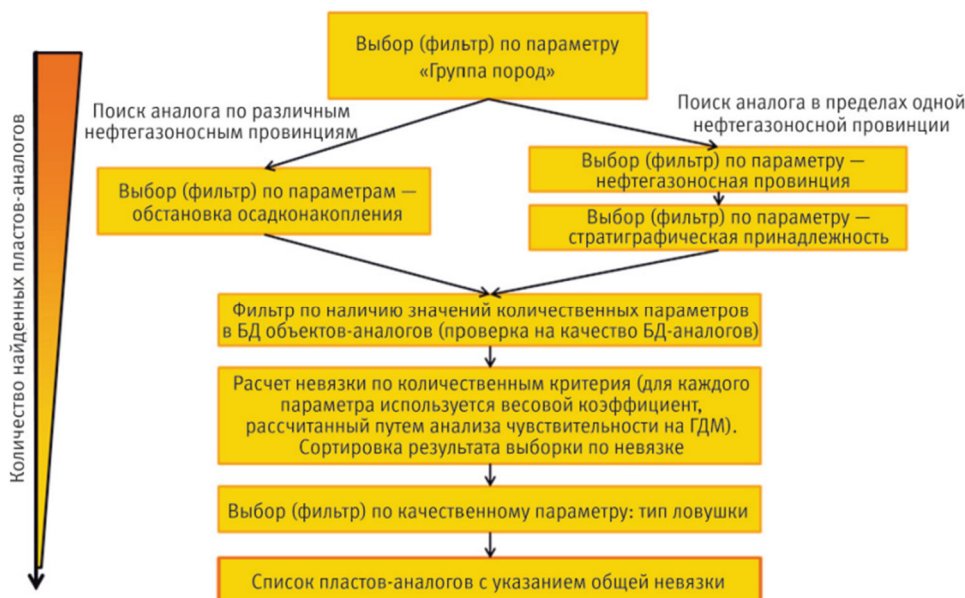 Выбор (фильтр) по параметру
«Группа пород»
Поиск аналога по различным
нефтегазоносным провинциям
Поиск аналога в пределах одной
нефтегазоносной провинции
Выбор (фильтр) по параметрам —
обстановка осадконакопления
Выбор (фильтр) по параметру —
нефтегазоносная провинция
Выбор (фильтр) по параметру —
стратиграфическая принадлежность
Фильтр по наличию значений количественных параметров
в БД объектов-аналогов (проверка на качество БД-аналогов)
Расчет невязки по количественным критерия (для каждого
параметра используется весовой коэффициент,
рассчитанный путем анализа чувствительности на ГДМ).
Сортировка результата выборки по невязке
Выбор (фильтр) по качественному параметру: тип ловушки
Список пластов-аналогов с указанием общей невязки
Количество найденных пластов-аналогов